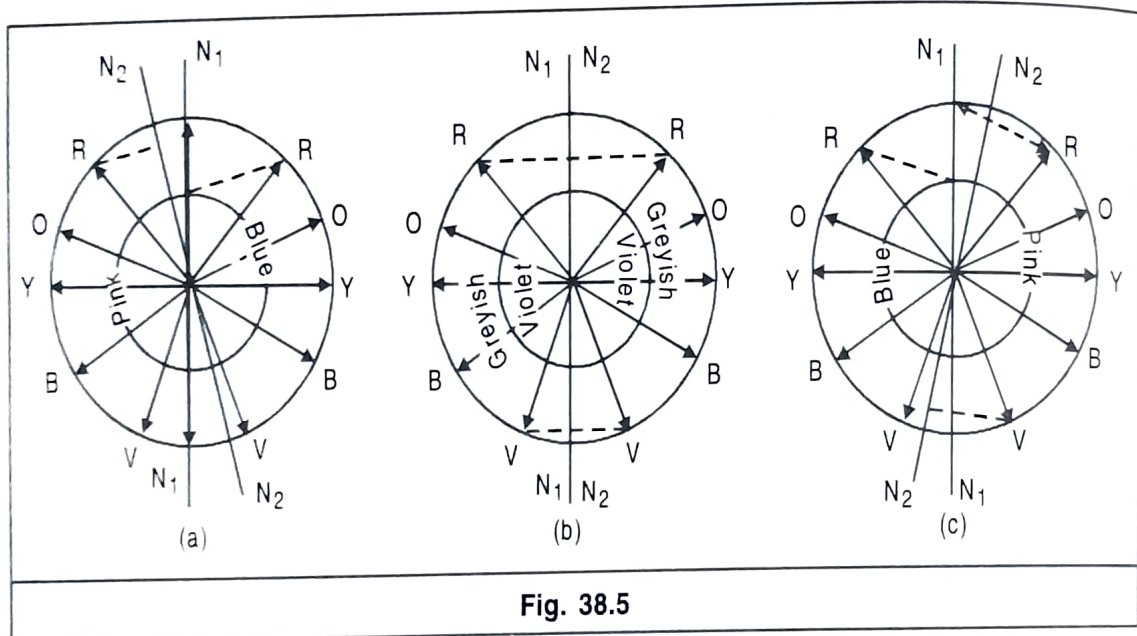 N2 N1
R R
O O
Blue
Y Y
Pink
B B
V V
N1 N2
(a)
N1 N2
R R
O O
Greyish Violet Violet Greyish
Y Y
B B
V V
N1 N2
(b)
N1 N2
R R
O O
Blue Pink
Y Y
B B
V V
N2 N1
(c)
Fig. 38.5